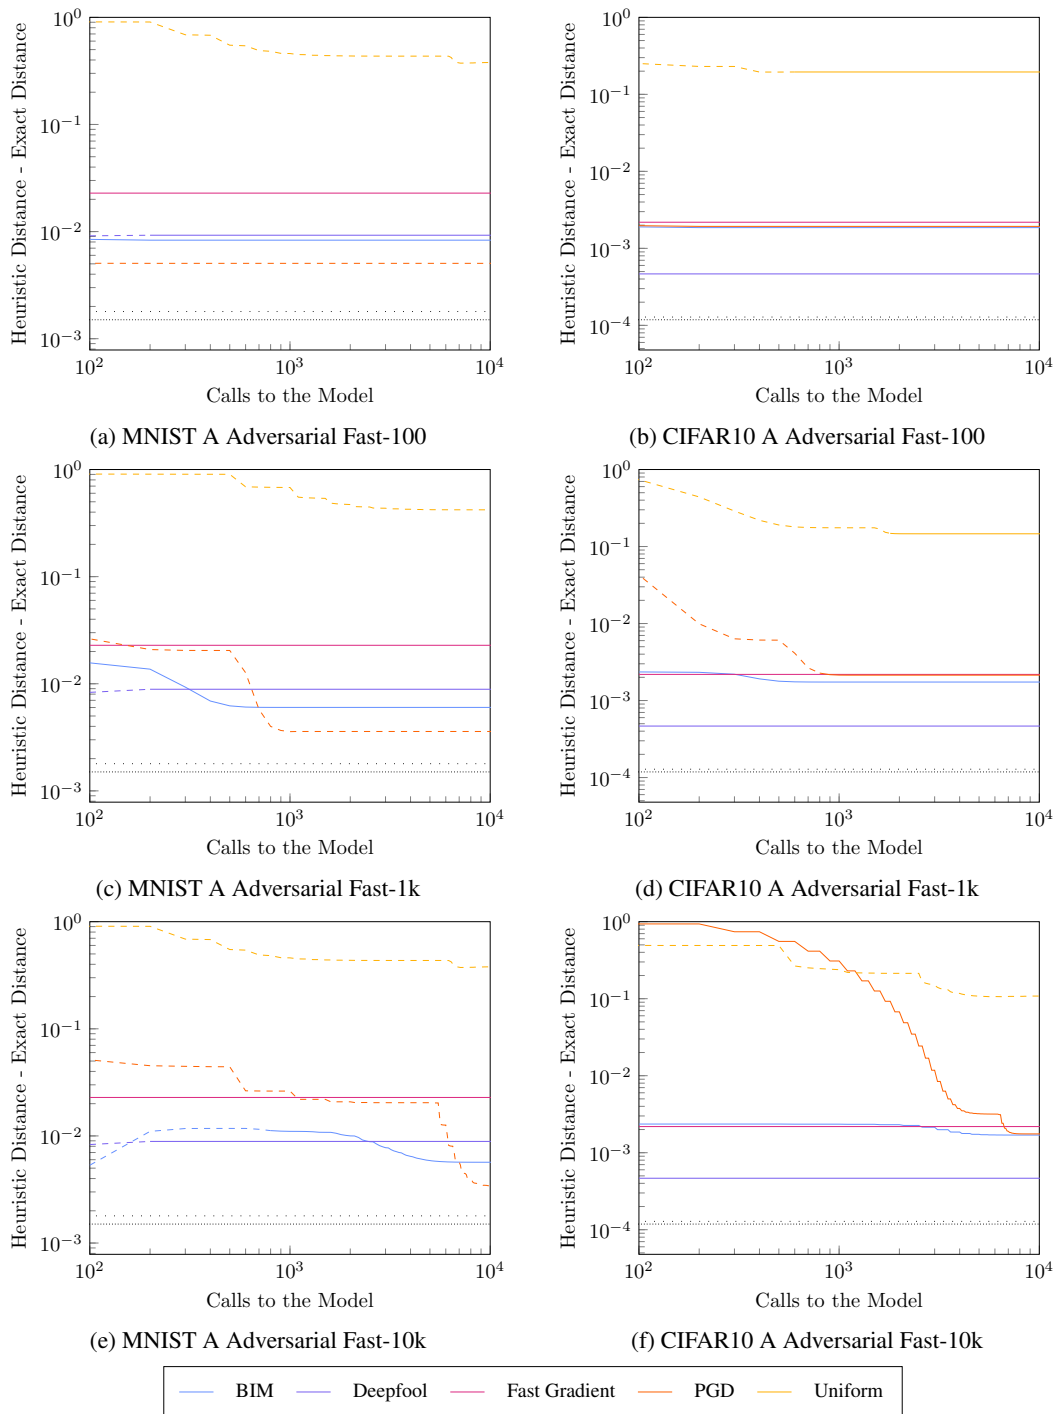 Heuristic Distance - Exact Distance
10^0
10^-1
10^-2
10^-3
10^2
10^3
10^4
Calls to the Model
(a) MNIST A Adversarial Fast-100
Heuristic Distance - Exact Distance
10^0
10^-1
10^-2
10^-3
10^-4
10^2
10^3
10^4
Calls to the Model
(b) CIFAR10 A Adversarial Fast-100
Heuristic Distance - Exact Distance
10^0
10^-1
10^-2
10^-3
10^2
10^3
10^4
Calls to the Model
(c) MNIST A Adversarial Fast-1k
Heuristic Distance - Exact Distance
10^0
10^-1
10^-2
10^-3
10^-4
10^2
10^3
10^4
Calls to the Model
(d) CIFAR10 A Adversarial Fast-1k
Heuristic Distance - Exact Distance
10^0
10^-1
10^-2
10^-3
10^2
10^3
10^4
Calls to the Model
(e) MNIST A Adversarial Fast-10k
Heuristic Distance - Exact Distance
10^0
10^-1
10^-2
10^-3
10^-4
10^2
10^3
10^4
Calls to the Model
(f) CIFAR10 A Adversarial Fast-10k
BIM Deepfool Fast Gradient PGD Uniform